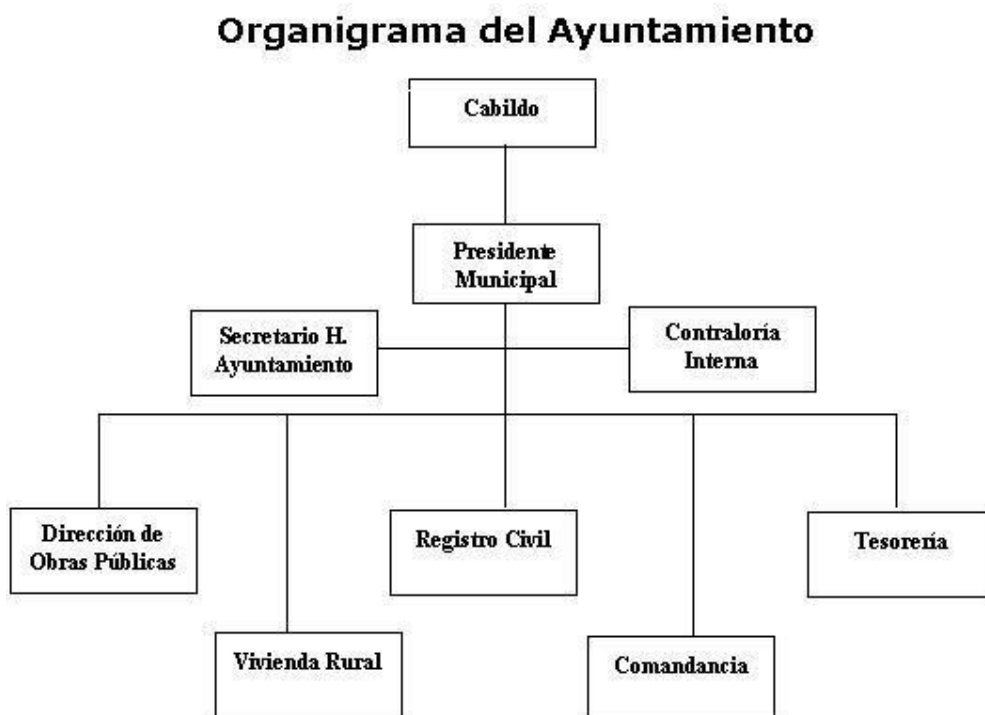 Organigrama del Ayuntamiento
Cabildo
Presidente
Municipal
Secretario H.
Ayuntamiento
Contraloría
Interna
Dirección de
Obras Públicas
Registro Civil
Tesorería
Vivienda Rural
Comandancia